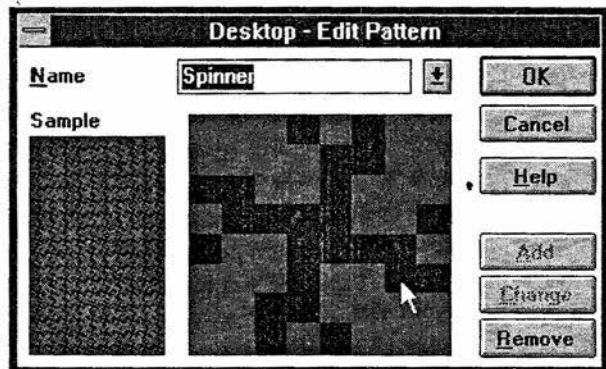 Desktop - Edit Pattern
Name
Spinner
OK
Sample
Cancel
Help
Add
Change
Remove